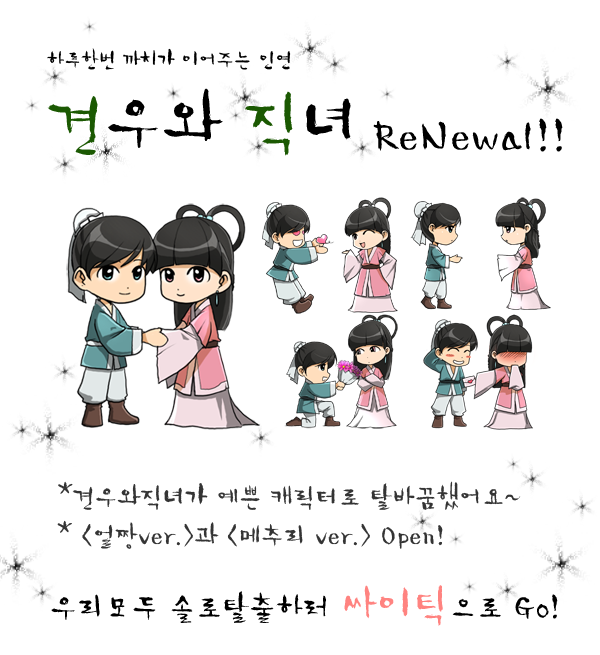 하루한번 까치가 이어주는 인연
견우와 직녀 ReNewal!!
*견우와직녀가 예쁜 캐릭터로 탈바꿈했어요~
* <얼짱ver.>과 <메추리 ver.> Open!
우리모두 솔로탈출하러 싸이틱으로 Go!